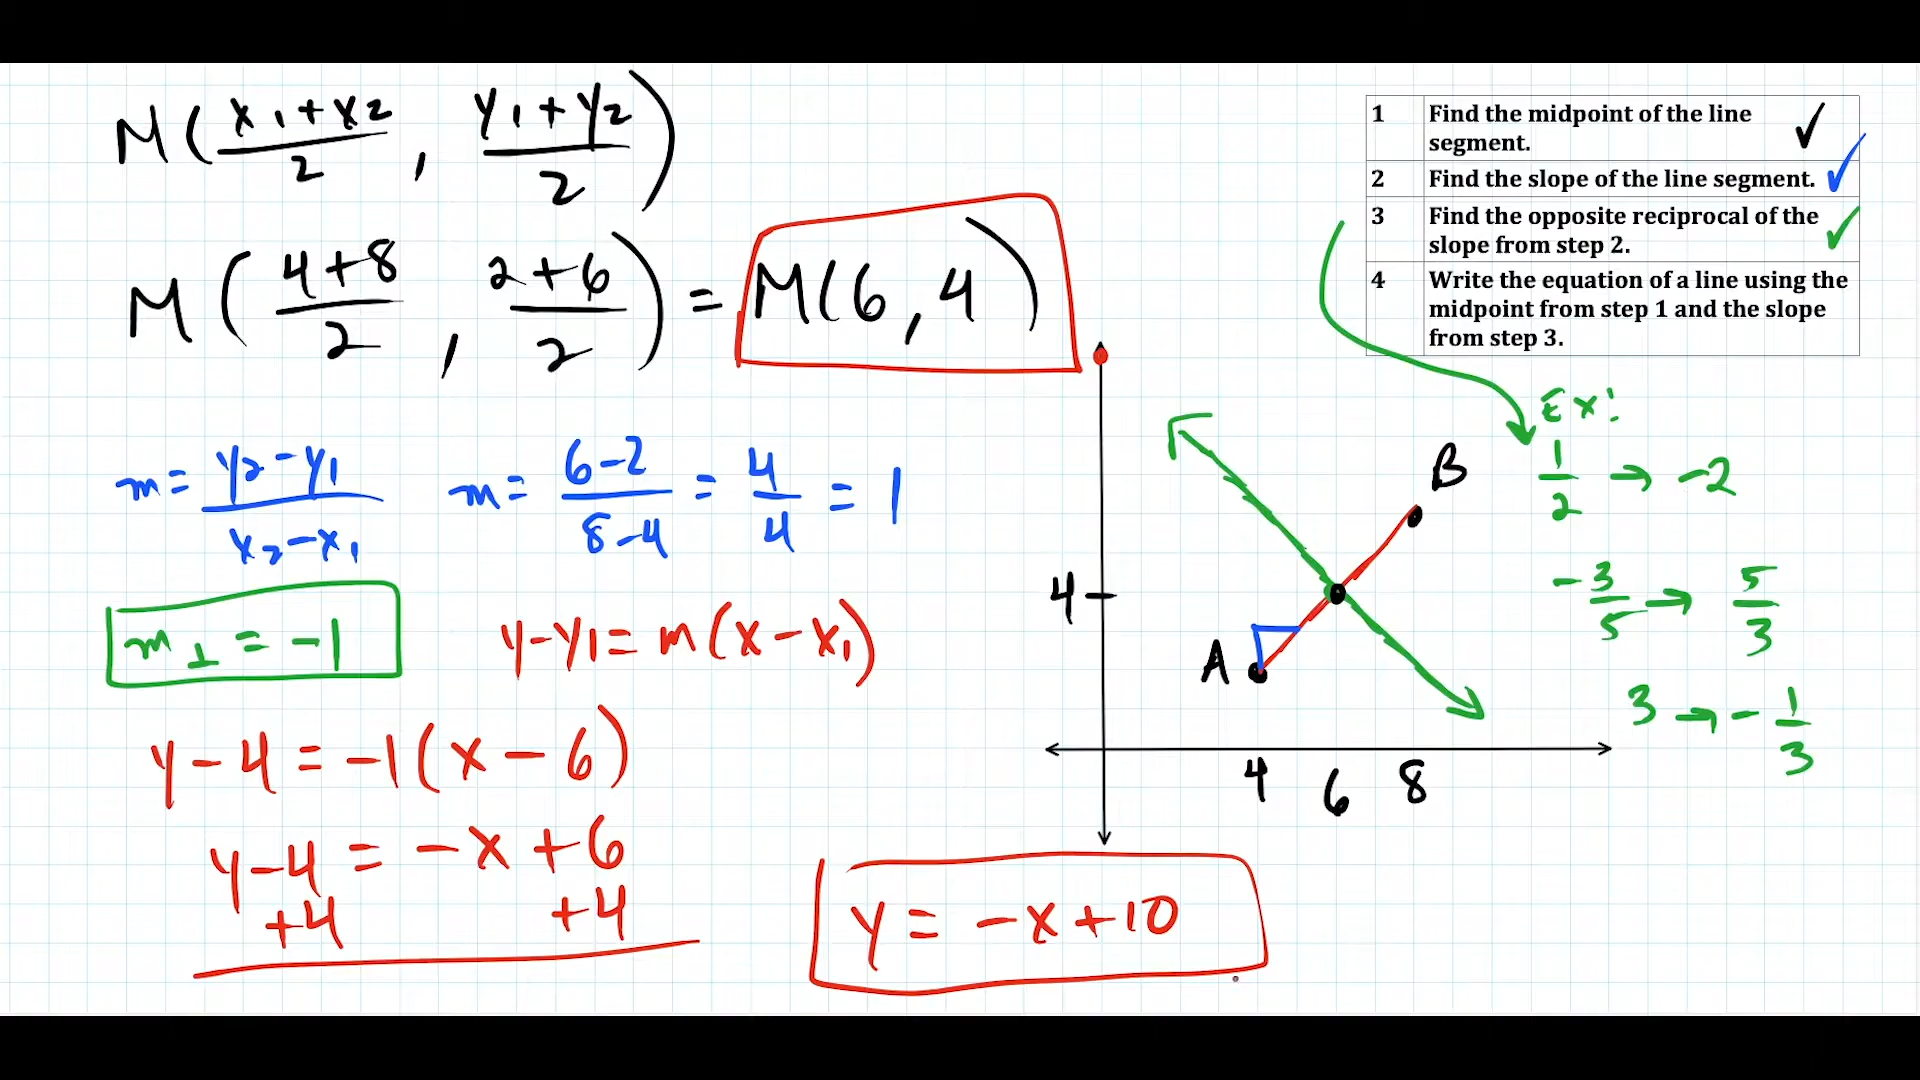 M(x₁+x₂/2, y₁+y₂/2)
M(4+8/2, 2+6/2) = M(6,4)
m = y₂-y₁/x₂-x₁
m = 6-2/8-4 = 4/4 = 1
m⊥ = -1
y-y₁ = m(x-x₁)
y-4 = -1(x-6)
y-4 = -x+6
+4 +4
y = -x+10
1 Find the midpoint of the line
segment. ✓
2 Find the slope of the line segment. ✓
3 Find the opposite reciprocal of the
slope from step 2. ✓
4 Write the equation of a line using the
midpoint from step 1 and the slope
from step 3.
Ex:
1/2 → -2
-3/5 → 5/3
3 → -1/3
B
4
A
4 6 8